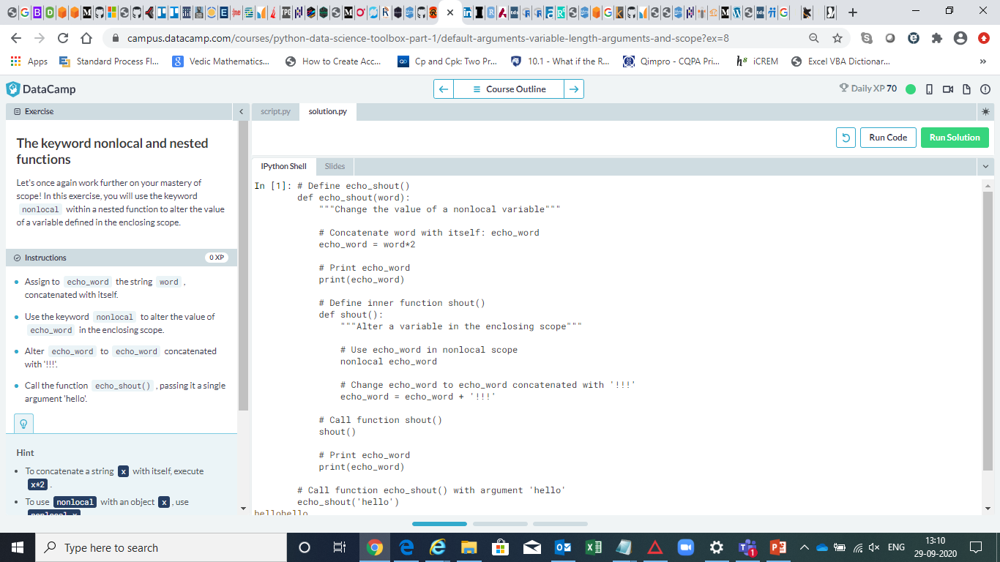 campus.datacamp.com/courses/python-data-science-toolbox-part-1/default-arguments-variable-length-arguments-and-scope?ex=8
Apps Standard Process Fl... Vedic Mathematics... How to Create Acc... Cp and Cpk: Two Pr... 10.1 - What if the R... Qimpro - CQPA Pri... iCREM Excel VBA Dictionar... »
DataCamp
Course Outline
Daily XP 70
Exercise
script.py solution.py
The keyword nonlocal and nested
functions
Let's once again work further on your mastery of
scope! In this exercise, you will use the keyword
nonlocal within a nested function to alter the value
of a variable defined in the enclosing scope.
Instructions 0 XP
Assign to echo_word the string word ,
concatenated with itself.
Use the keyword nonlocal to alter the value of
echo_word in the enclosing scope.
Alter echo_word to echo_word concatenated
with '!!!'.
Call the function echo_shout() , passing it a single
argument 'hello'.
Hint
To concatenate a string x with itself, execute
x*2 .
To use nonlocal with an object x , use
nonlocal x
Run Code Run Solution
IPython Shell Slides
In [1]: # Define echo_shout()
def echo_shout(word):
"""Change the value of a nonlocal variable"""
# Concatenate word with itself: echo_word
echo_word = word*2
# Print echo_word
print(echo_word)
# Define inner function shout()
def shout():
"""Alter a variable in the enclosing scope"""
# Use echo_word in nonlocal scope
nonlocal echo_word
# Change echo_word to echo_word concatenated with '!!!'
echo_word = echo_word + '!!!'
# Call function shout()
shout()
# Print echo_word
print(echo_word)
# Call function echo_shout() with argument 'hello'
echo_shout('hello')
hellohello
Type here to search
ENG
13:10
29-09-2020